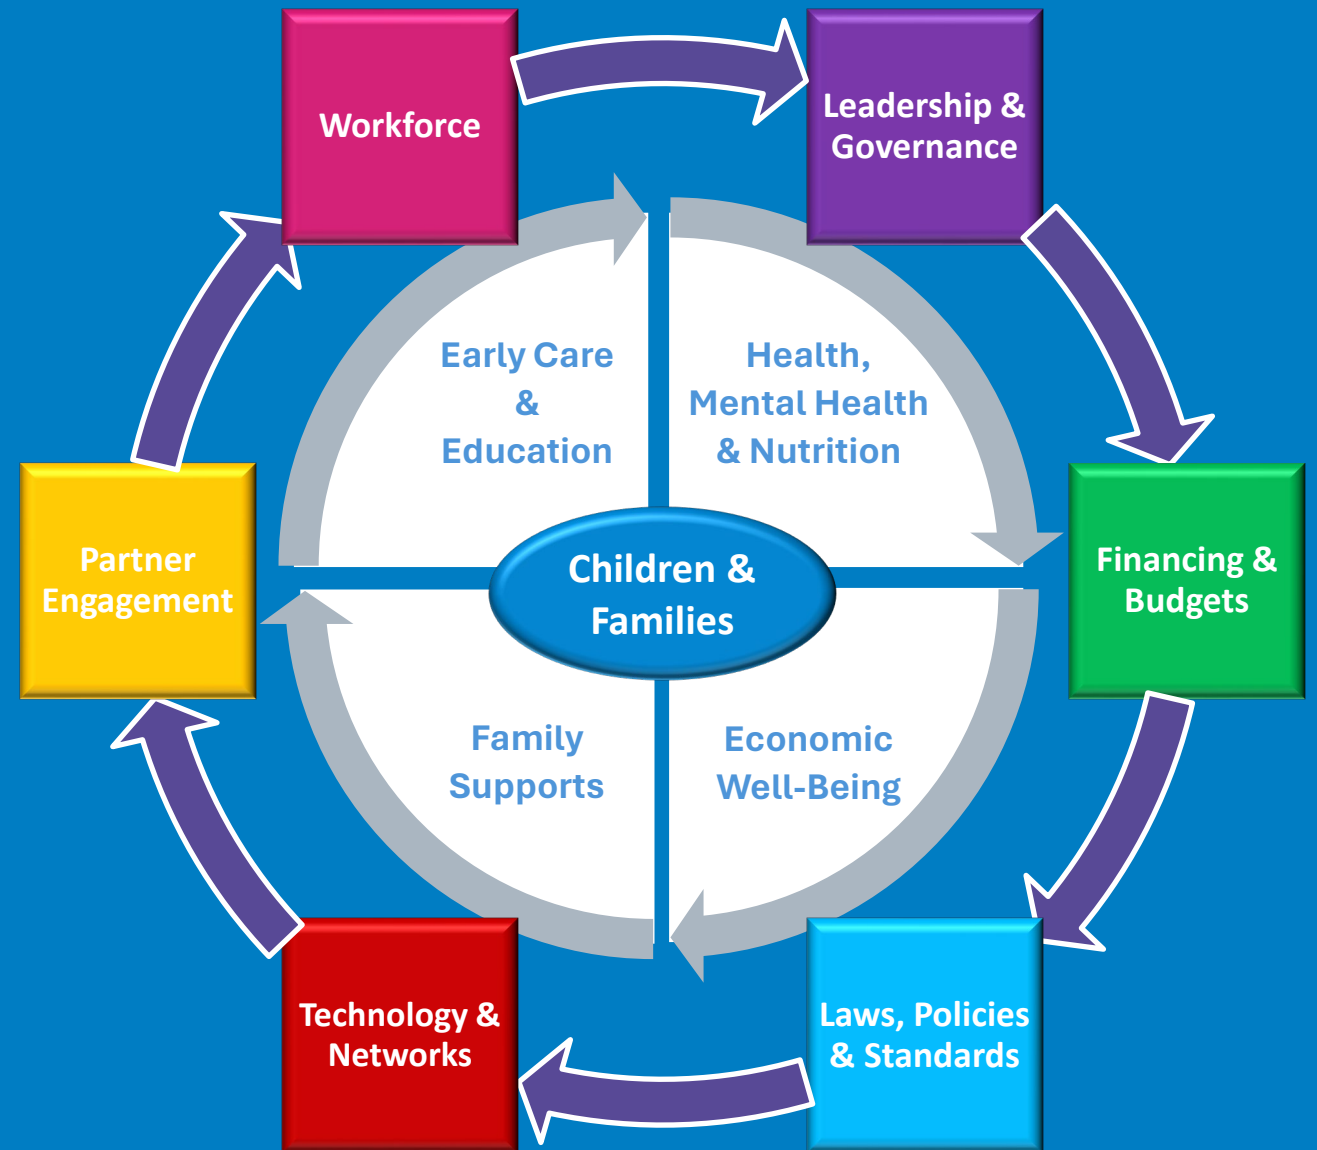 Workforce
Leadership &
Governance
Early Care
&
Education
Health,
Mental Health
& Nutrition
Partner
Engagement
Children &
Families
Financing &
Budgets
Family
Supports
Economic
Well-Being
Technology &
Networks
Laws, Policies
& Standards